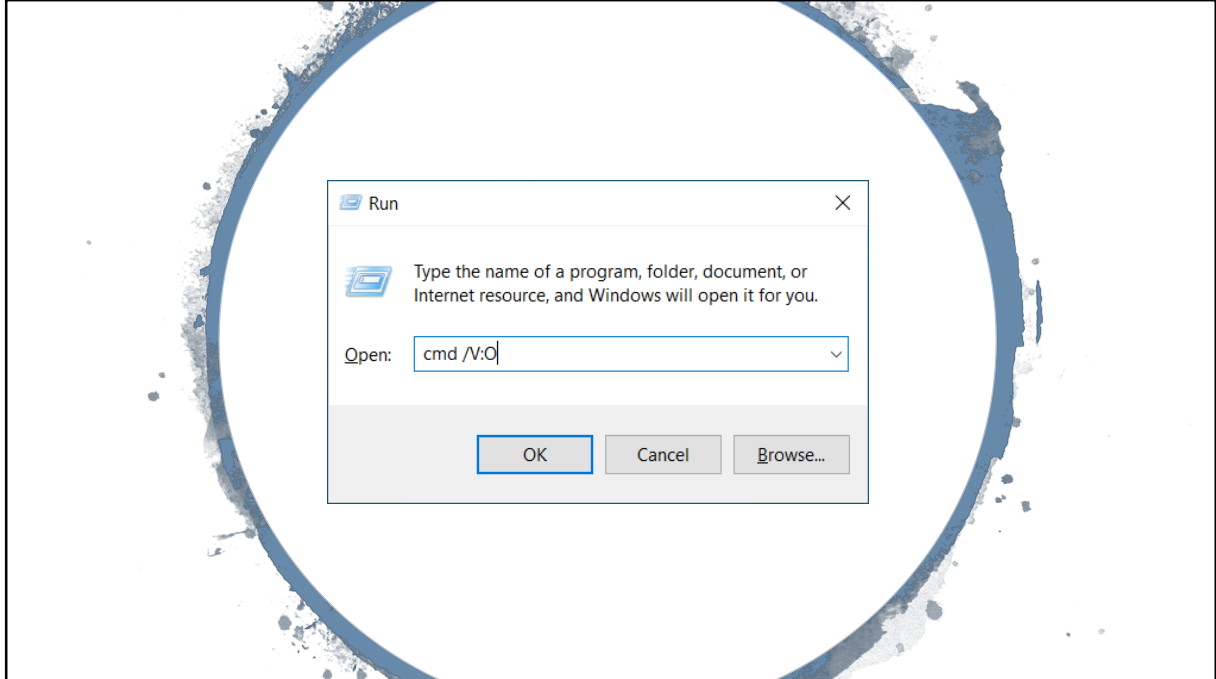 Run
Type the name of a program, folder, document, or
Internet resource, and Windows will open it for you.
Open: cmd /V:O
OK Cancel Browse...